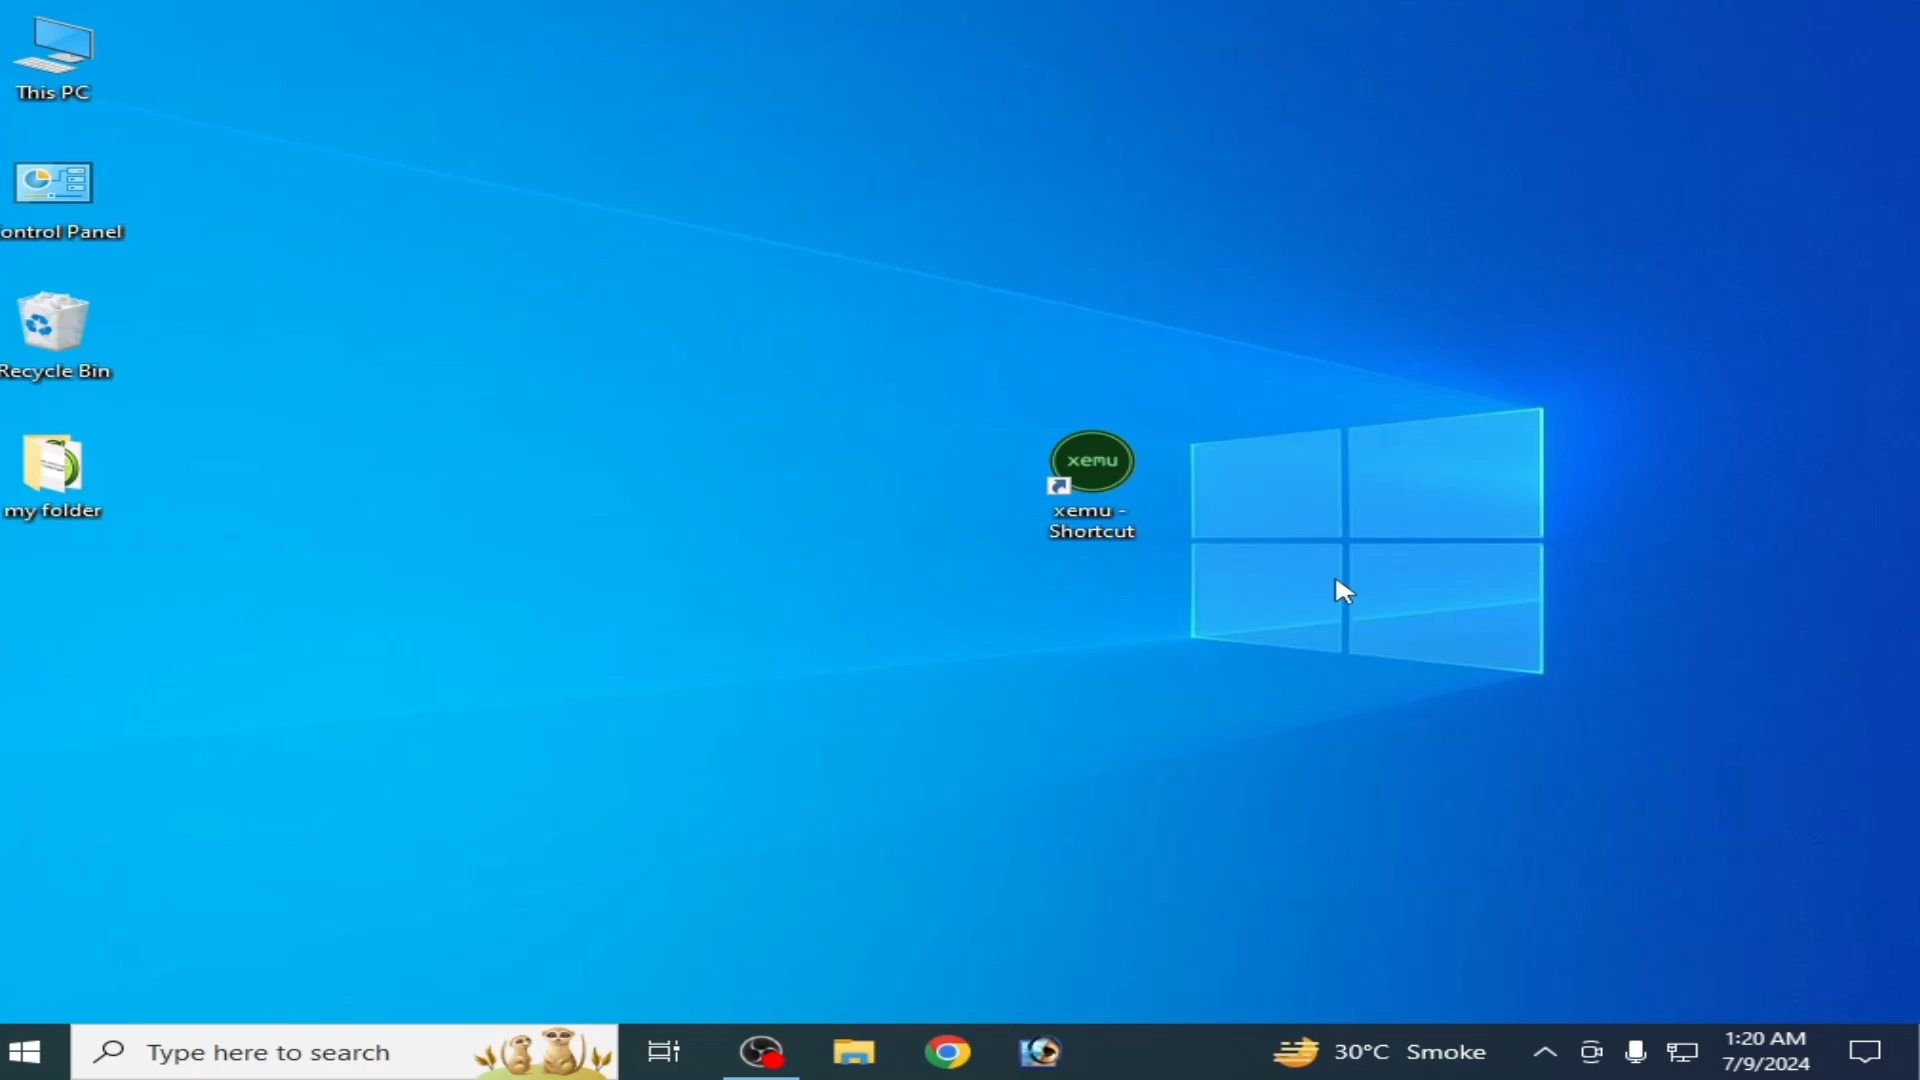 This PC
ontrol Panel
Recycle Bin
my folder
xemu
xemu -
Shortcut
Type here to search
30°C Smoke
1:20 AM
7/9/2024